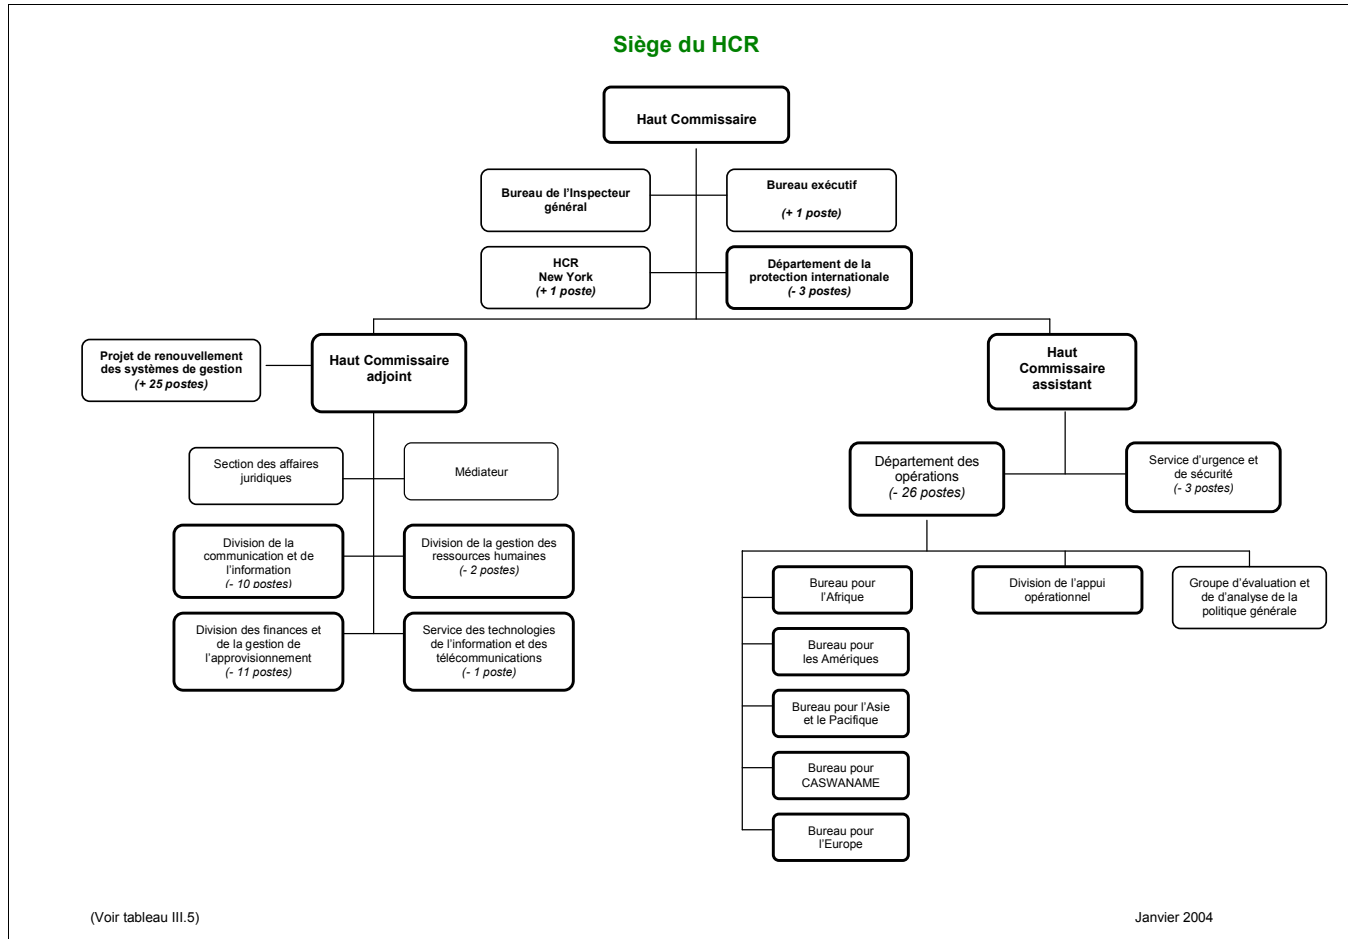 Siège du HCR
Haut Commissaire
Bureau de l'Inspecteur
général
Bureau exécutif
(+ 1 poste)
HCR
New York
(+ 1 poste)
Département de la
protection internationale
(- 3 postes)
Projet de renouvellement
des systèmes de gestion
(+ 25 postes)
Haut Commissaire
adjoint
Haut
Commissaire
assistant
Section des affaires
juridiques
Médiateur
Département des
opérations
(- 26 postes)
Service d'urgence et
de sécurité
(- 3 postes)
Division de la
communication et de
l'information
(- 10 postes)
Division de la gestion des
ressources humaines
(- 2 postes)
Division des finances et
de la gestion de
l'approvisionnement
(- 11 postes)
Service des technologies
de l'information et des
télécommunications
(- 1 poste)
Bureau pour
l'Afrique
Division de l'appui
opérationnel
Groupe d'évaluation et
de d'analyse de la
politique générale
Bureau pour
les Amériques
Bureau pour l'Asie
et le Pacifique
Bureau pour
CASWANAME
Bureau pour
l'Europe
(Voir tableau III.5)
Janvier 2004